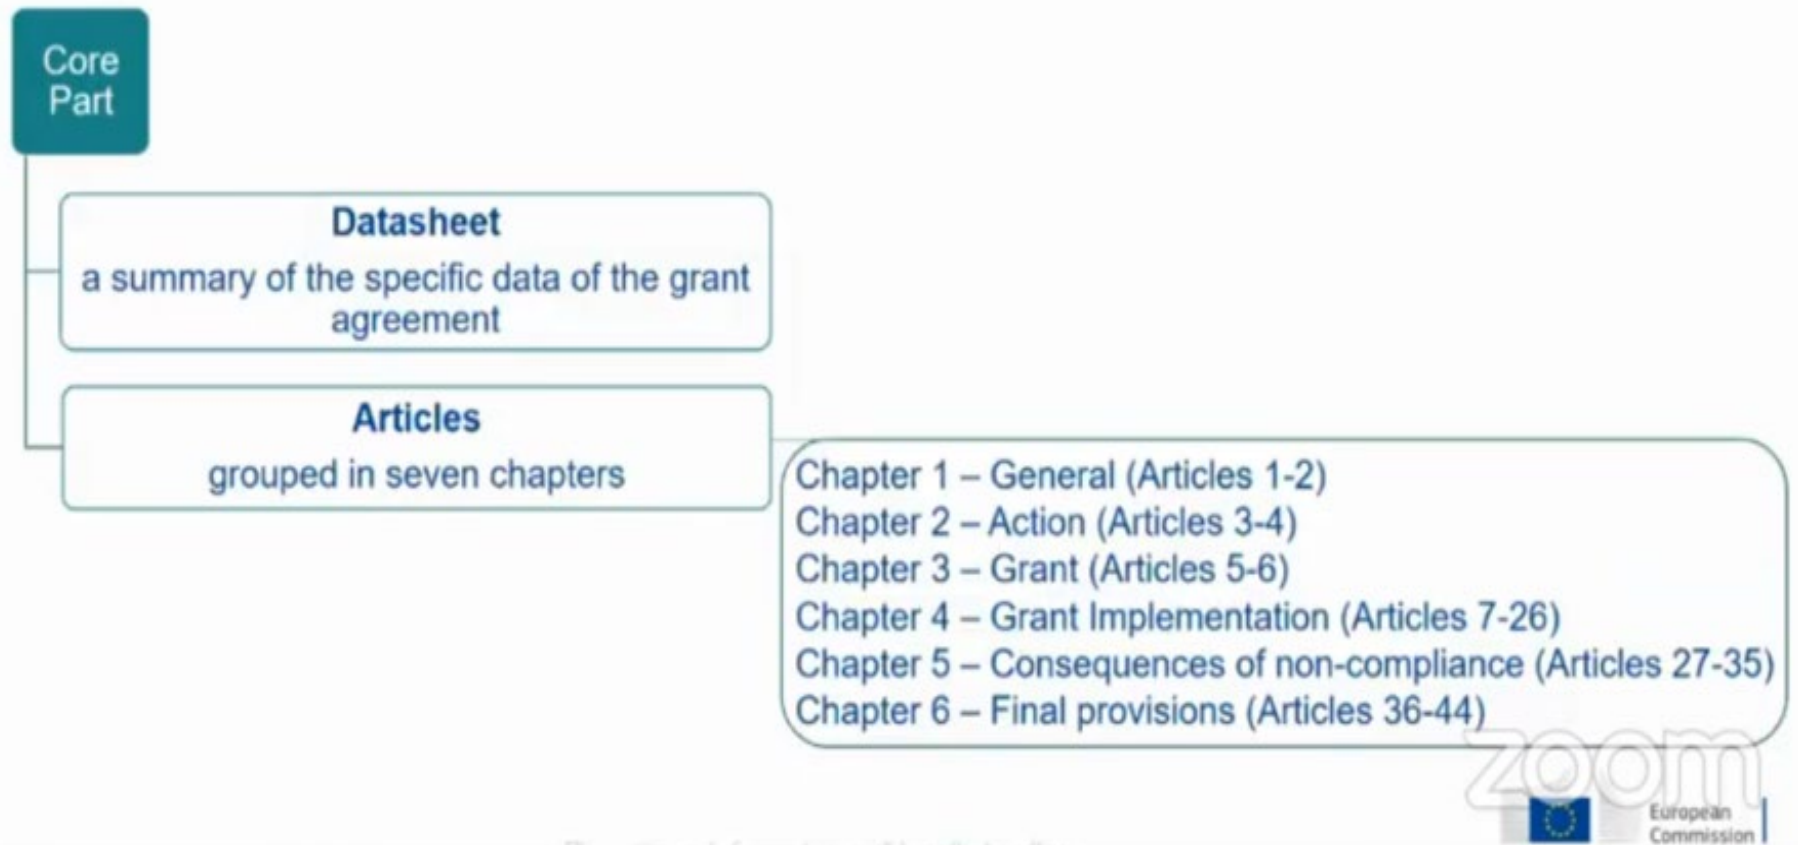 Core
Part
Datasheet
a summary of the specific data of the grant
agreement
Articles
grouped in seven chapters
Chapter 1 – General (Articles 1-2)
Chapter 2 – Action (Articles 3-4)
Chapter 3 – Grant (Articles 5-6)
Chapter 4 – Grant Implementation (Articles 7-26)
Chapter 5 – Consequences of non-compliance (Articles 27-35)
Chapter 6 – Final provisions (Articles 36-44)
zoom
European
Commission